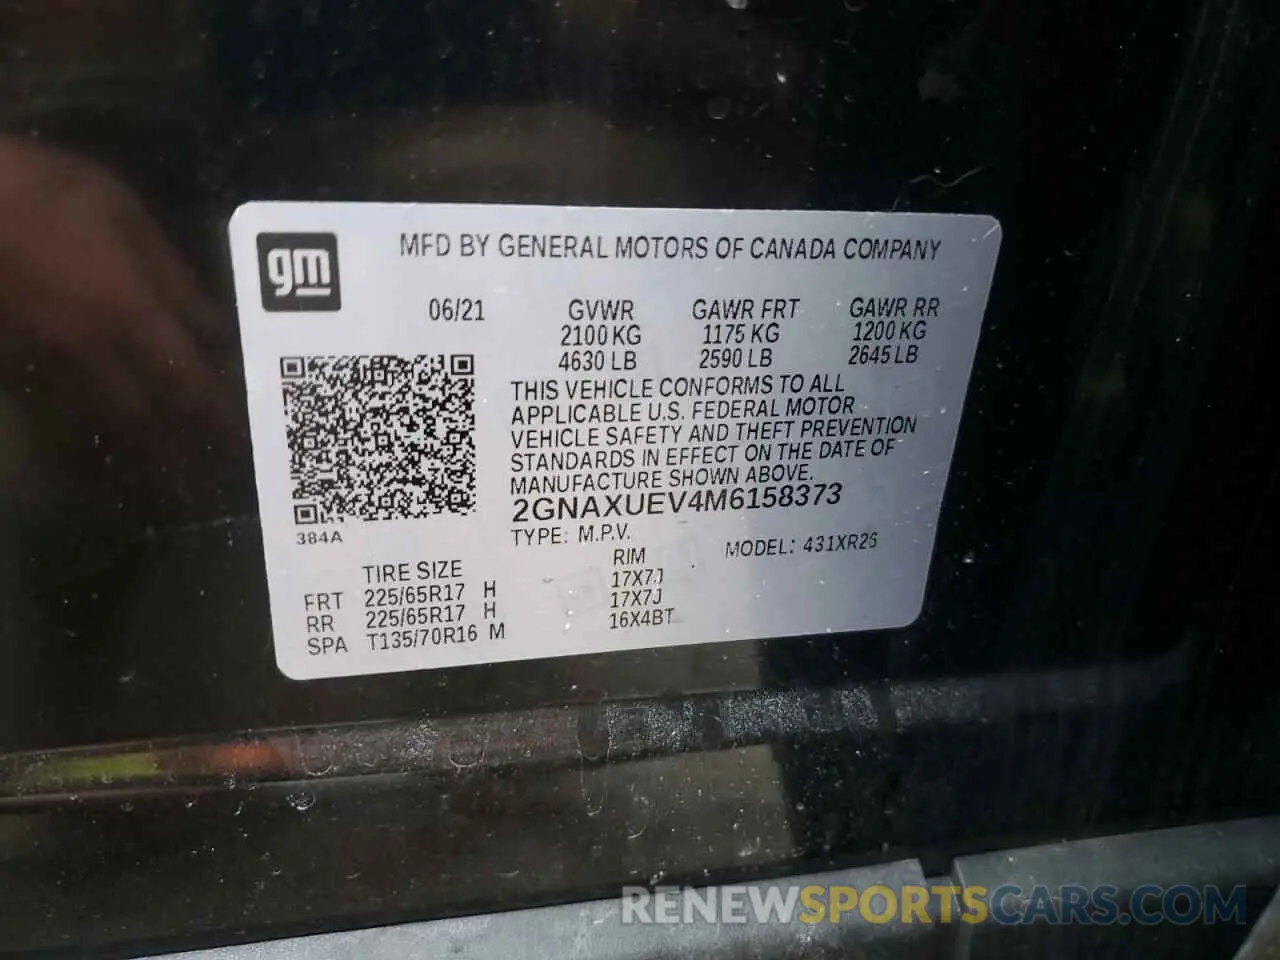 gm
MFD BY GENERAL MOTORS OF CANADA COMPANY
06/21 GVWR GAWR FRT GAWR RR
2100 KG 1175 KG 1200 KG
4630 LB 2590 LB 2645 LB
THIS VEHICLE CONFORMS TO ALL
APPLICABLE U.S. FEDERAL MOTOR
VEHICLE SAFETY AND THEFT PREVENTION
STANDARDS IN EFFECT ON THE DATE OF
MANUFACTURE SHOWN ABOVE.
2GNAXUEV4M6158373
384A
TYPE: M.P.V. MODEL: 431XR26
TIRE SIZE RIM
FRT 225/65R17 H 17X7J
RR 225/65R17 H 17X7J
SPA T135/70R16 M 16X4BT
RENEWSPORTSCARS.COM